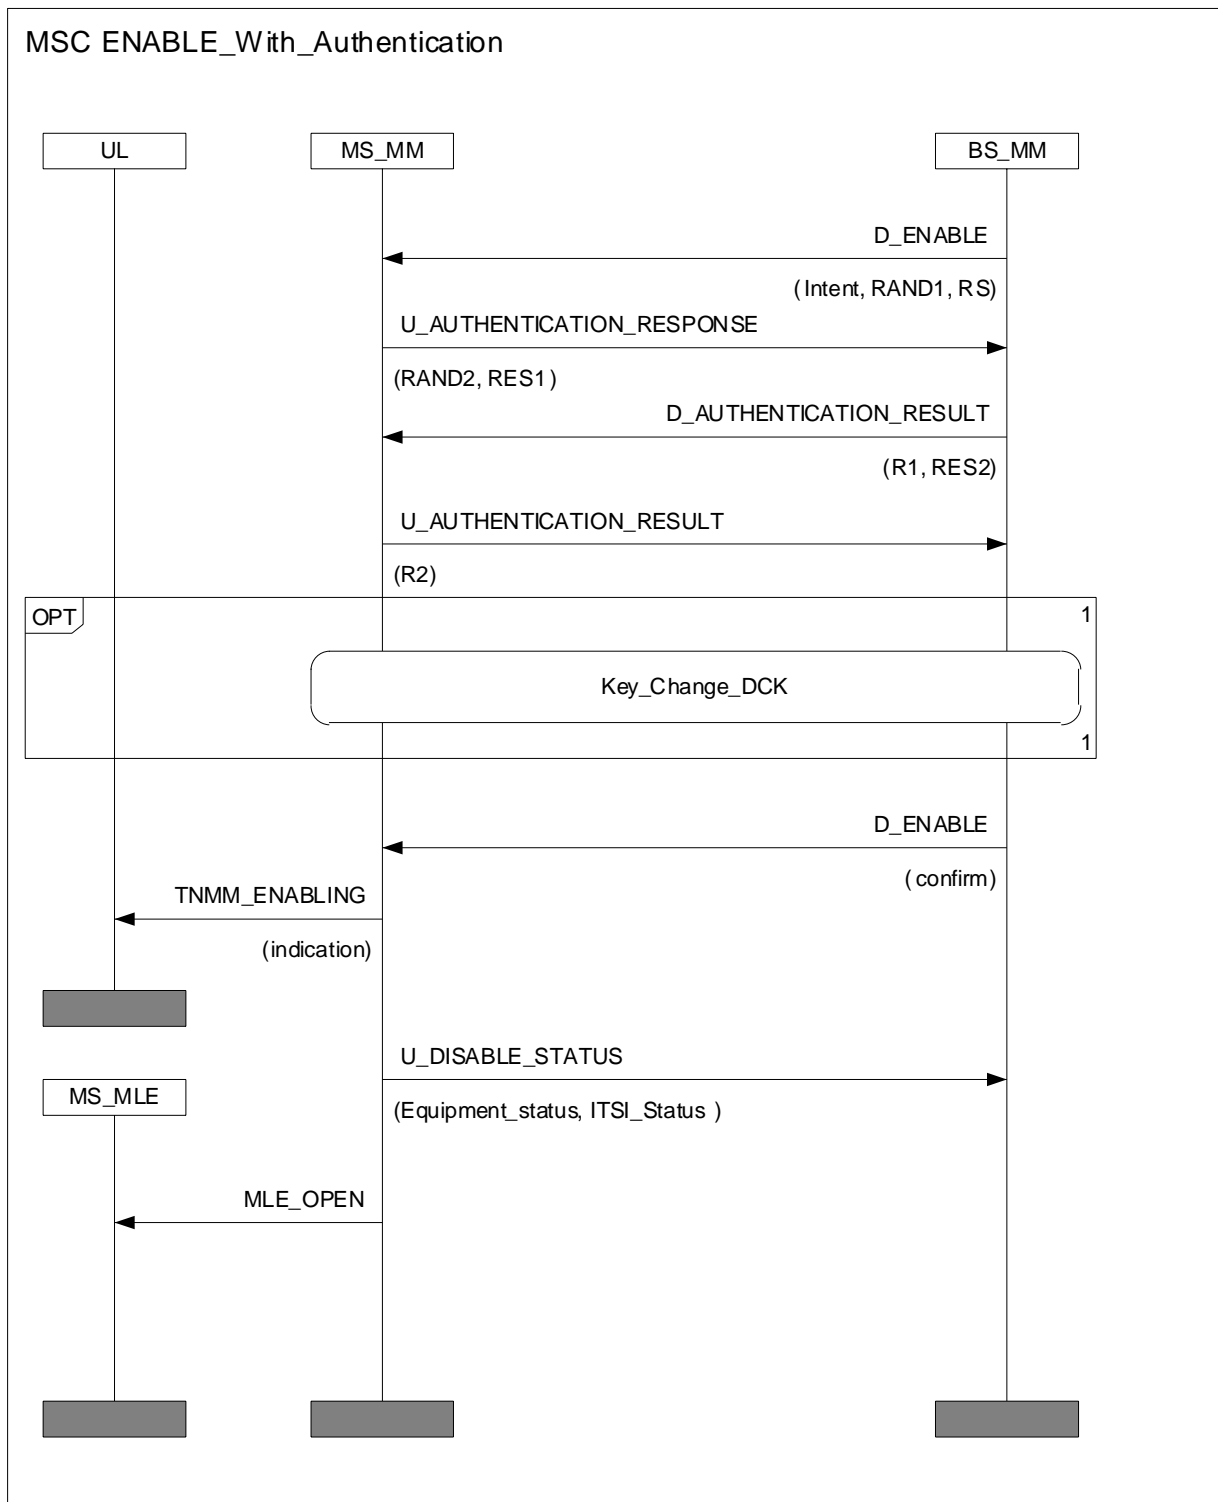 MSC ENABLE_With_Authentication
UL
MS_MM
BS_MM
D_ENABLE
(Intent, RAND1, RS)
U_AUTHENTICATION_RESPONSE
(RAND2, RES1)
D_AUTHENTICATION_RESULT
(R1, RES2)
U_AUTHENTICATION_RESULT
(R2)
OPT
1
Key_Change_DCK
1
D_ENABLE
(confirm)
TNMM_ENABLING
(indication)
U_DISABLE_STATUS
MS_MLE
(Equipment_status, ITSI_Status )
MLE_OPEN